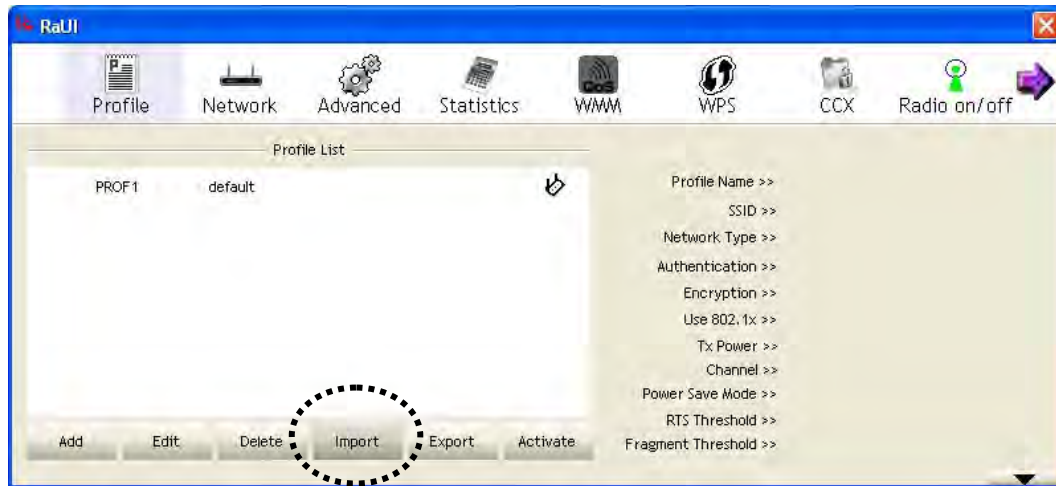 RaUI
Profile Network Advanced Statistics QoS WMM WPS CCX Radio on/off
Profile List
PROF1 default
Add Edit Delete Import Export Activate
Profile Name >>
SSID >>
Network Type >>
Authentication >>
Encryption >>
Use 802.1x >>
Tx Power >>
Channel >>
Power Save Mode >>
RTS Threshold >>
Fragment Threshold >>